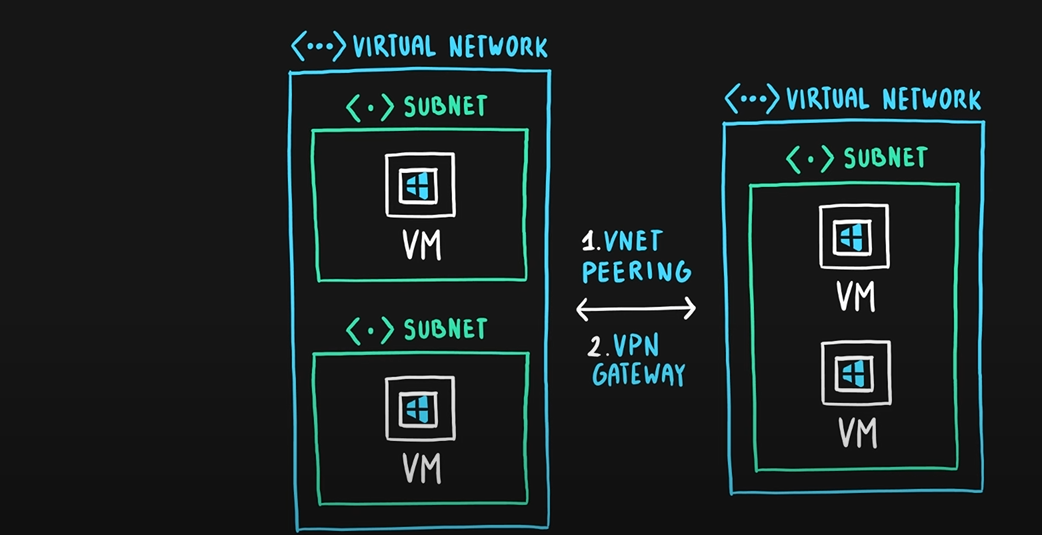 <···> VIRTUAL NETWORK
<·> SUBNET
VM
<·> SUBNET
VM
1. VNET
PEERING
2. VPN
GATEWAY
<···> VIRTUAL NETWORK
<·> SUBNET
VM
VM